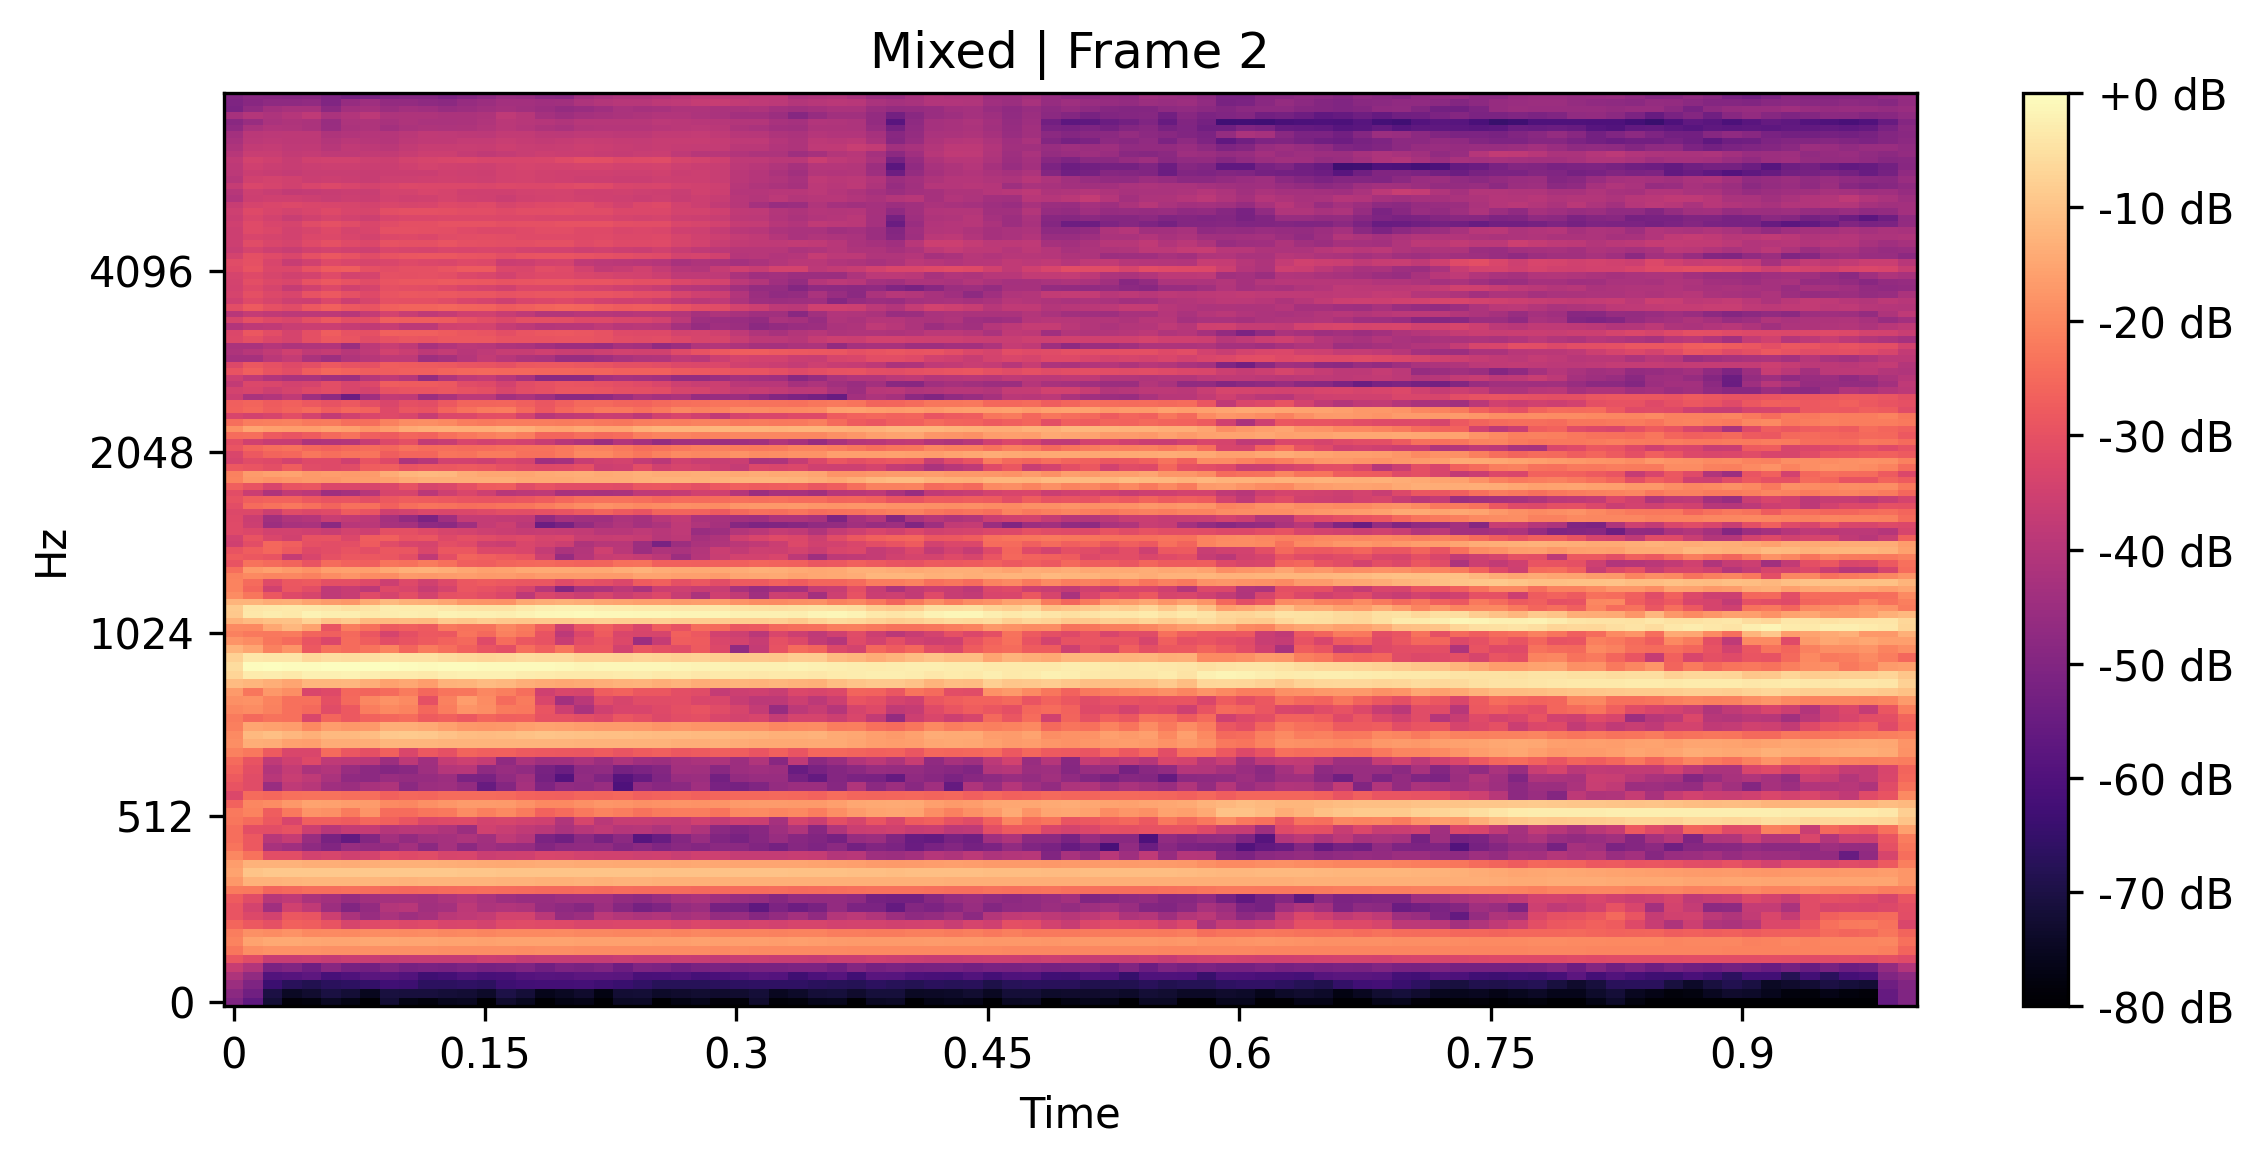 Mixed | Frame 2
Hz
4096
2048
1024
512
0
0 0.15 0.3 0.45 0.6 0.75 0.9
Time
+0 dB
-10 dB
-20 dB
-30 dB
-40 dB
-50 dB
-60 dB
-70 dB
-80 dB